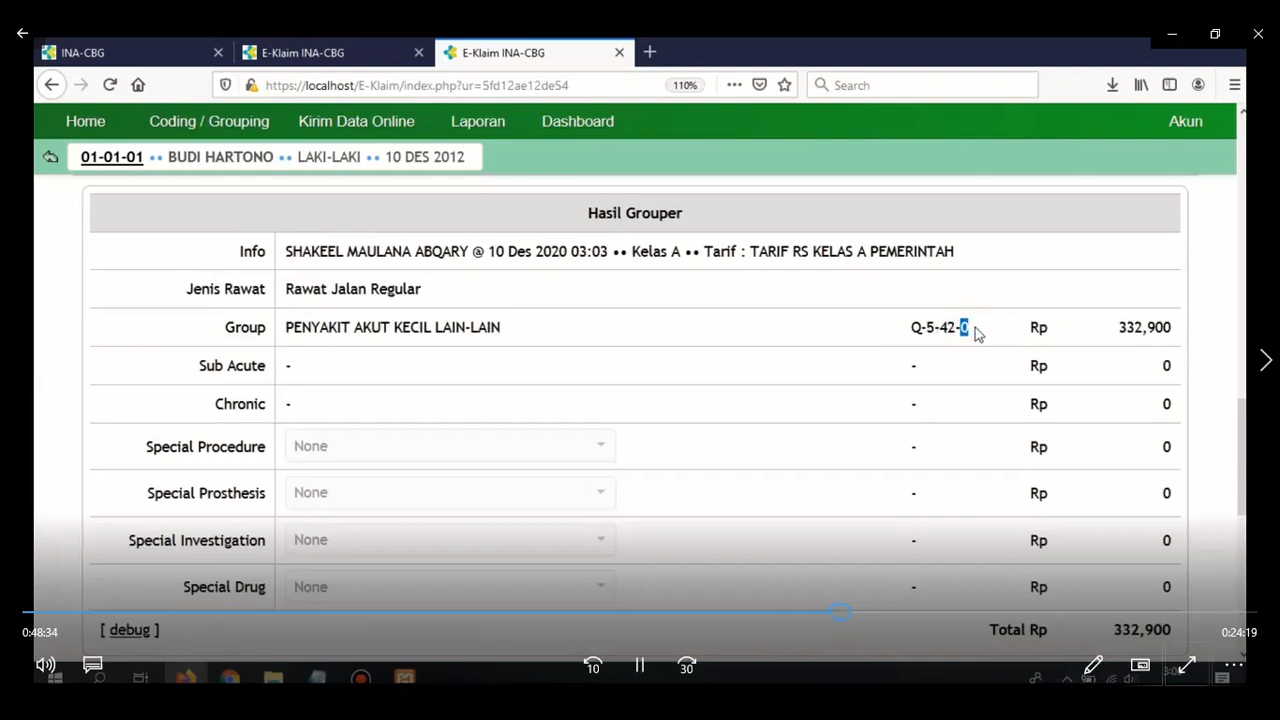 INA-CBG
E-Klaim INA-CBG
E-Klaim INA-CBG
https://localhost/E-Klaim/index.php?ur=5fd12ae12de54
110%
Search
Home
Coding / Grouping
Kirim Data Online
Laporan
Dashboard
Akun
01-01-01 •• BUDI HARTONO •• LAKI-LAKI •• 10 DES 2012
Hasil Grouper
Info SHAKEEL MAULANA ABQARY @ 10 Des 2020 03:03 •• Kelas A •• Tarif : TARIF RS KELAS A PEMERINTAH
Jenis Rawat Rawat Jalan Regular
Group PENYAKIT AKUT KECIL LAIN-LAIN Q-5-42-0 Rp 332,900
Sub Acute - - Rp 0
Chronic - - Rp 0
Special Procedure None - Rp 0
Special Prosthesis None - Rp 0
Special Investigation None - Rp 0
Special Drug None - Rp 0
0:48:34
0:24:19
[ debug ] Total Rp 332,900
10
30